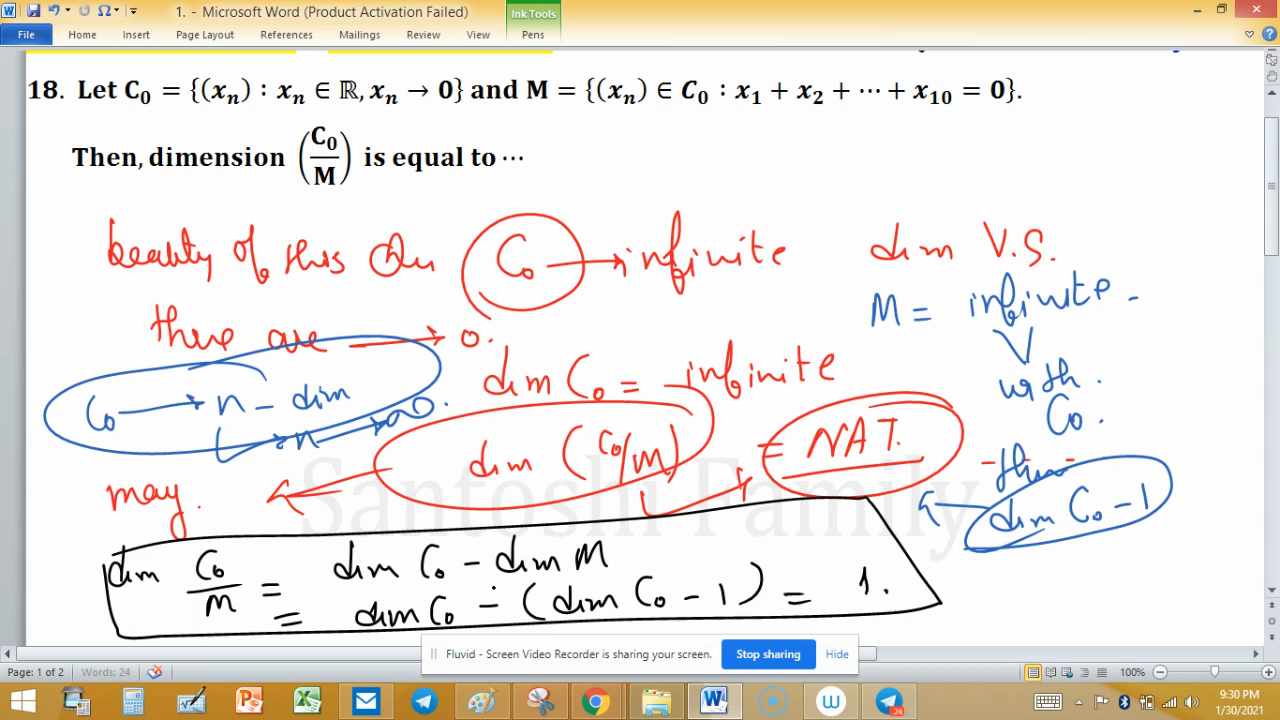 1. - Microsoft Word (Product Activation Failed)
Ink Tools
File Home Insert Page Layout References Mailings Review View Pens
18. Let C₀ = {(xₙ) : xₙ ∈ ℝ, xₙ → 0} and M = {(xₙ) ∈ C₀ : x₁ + x₂ + ⋯ + x₁₀ = 0}.
Then, dimension (C₀/M) is equal to ⋯
beauty of this Qu C₀ → infinite dim V.S.
M = infinite -
there are → 0.
with
C₀.
dim C₀ = infinite
C₀ → n - dim
n → ∞.
dim (C₀/M) = NAT.
may.
dim C₀ - 1
Santoshi Family
dim C₀/M = dim C₀ - dim M
= dim C₀ - (dim C₀ - 1) = 1.
Fluvid - Screen Video Recorder is sharing your screen. Stop sharing Hide
Page: 1 of 2 Words: 24 100%
26
9:30 PM
1/30/2021